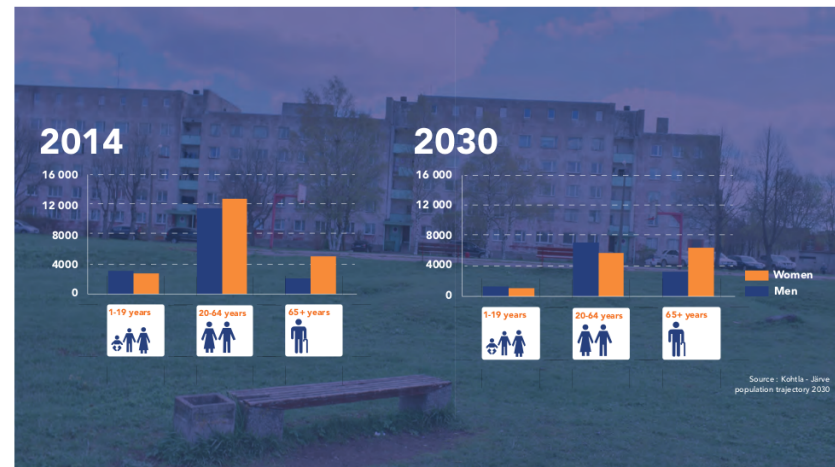 2014
16 000
12 000
8000
4000
0
1-19 years
20-64 years
65+ years
2030
16 000
12 000
8000
4000
0
1-19 years
20-64 years
65+ years
Women
Men
Source : Kohtla - Järve
population trajectory 2030